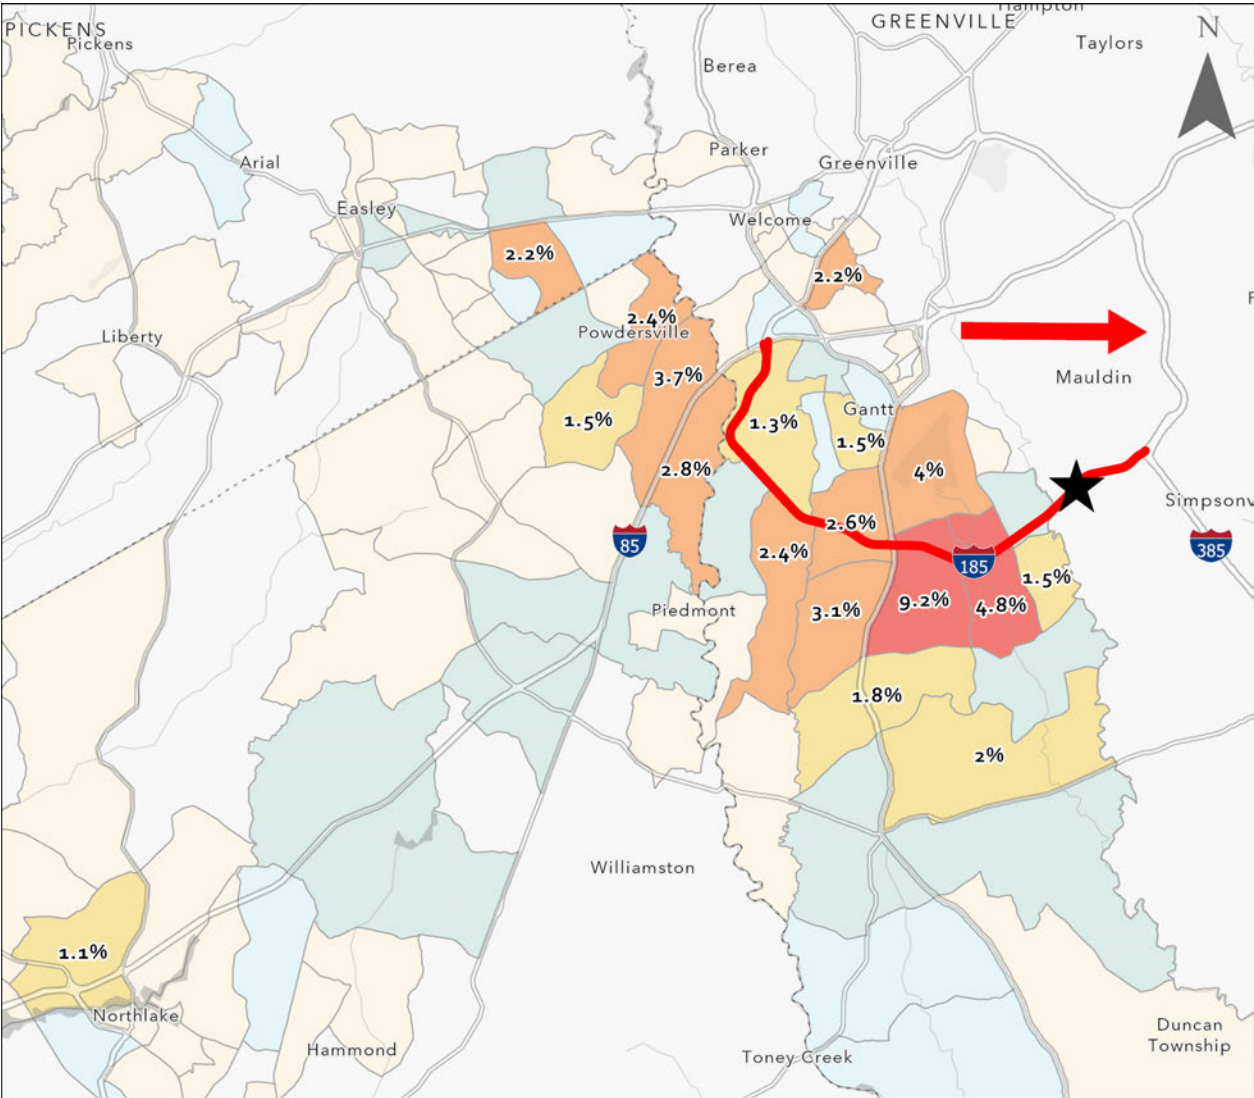 Hampton
PICKENS
GREENVILLE
N
Pickens
Taylors
Berea
Parker
Arial
Greenville
Easley
Welcome
2.2%
2.2%
2.4%
Powdersville
Liberty
3.7%
Mauldin
1.5%
1.3%
Gantt
1.5%
2.8%
4%
Simpsonv
2.6%
85
2.4%
385
185
1.5%
9.2%
4.8%
Piedmont
3.1%
1.8%
2%
Williamston
1.1%
Northlake
Duncan
Township
Hammond
Toney Creek